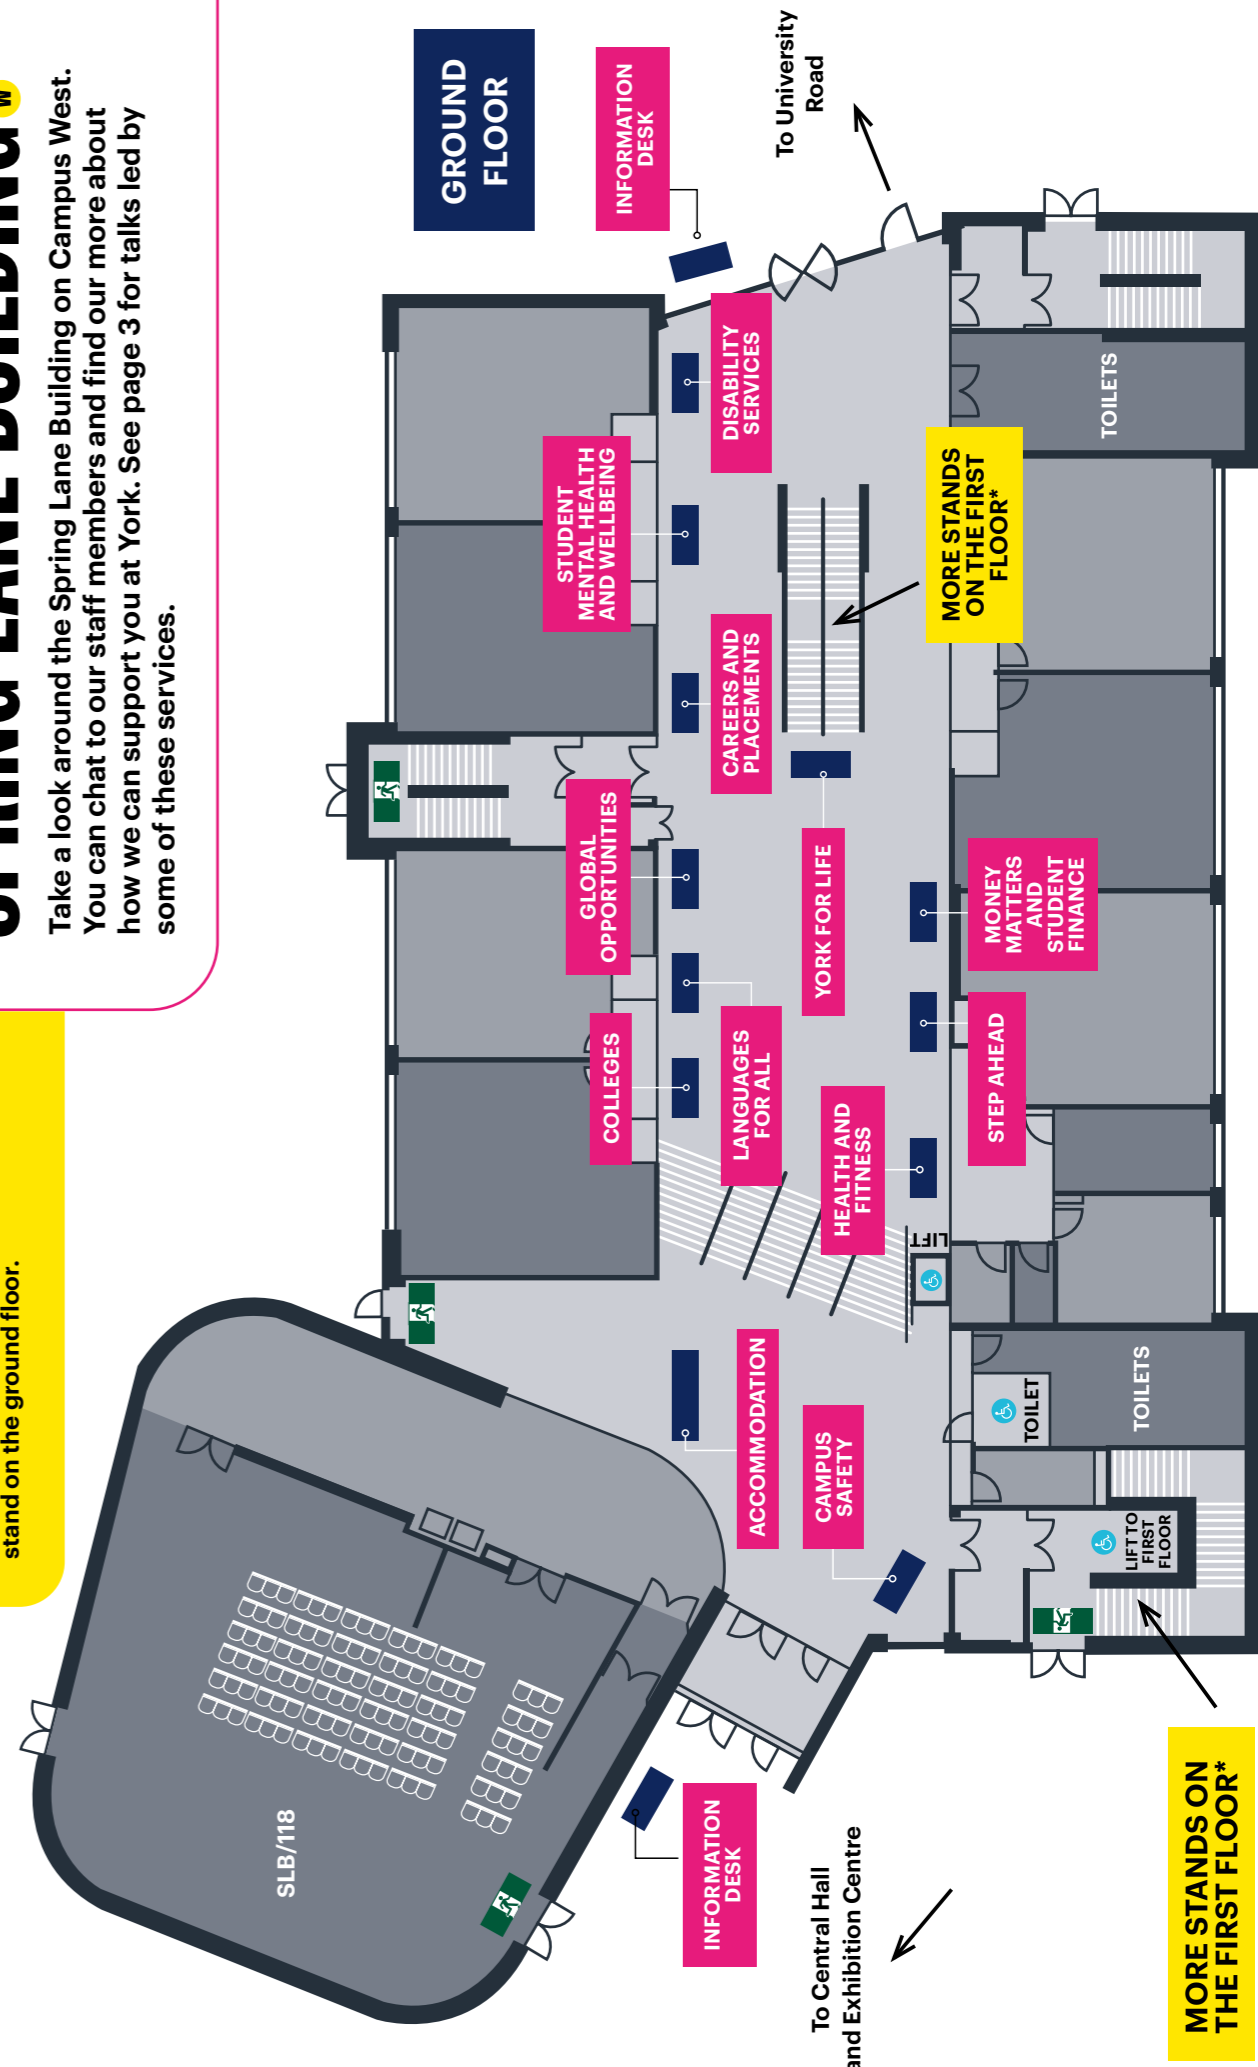 SPRING LANE BUILDING W
Take a look around the Spring Lane Building on Campus West.
You can chat to our staff members and find our more about
how we can support you at York. See page 3 for talks led by
some of these services.
stand on the ground floor.
GROUND
FLOOR
INFORMATION
DESK
To University
Road
DISABILITY
SERVICES
STUDENT
MENTAL HEALTH
AND WELLBEING
CAREERS AND
PLACEMENTS
GLOBAL
OPPORTUNITIES
LANGUAGES
FOR ALL
COLLEGES
YORK FOR LIFE
HEALTH AND
FITNESS
MONEY
MATTERS
AND
STUDENT
FINANCE
STEP AHEAD
MORE STANDS
ON THE FIRST
FLOOR*
TOILETS
LIFT
ACCOMMODATION
CAMPUS
SAFETY
TOILET
TOILETS
LIFT TO
FIRST
FLOOR
SLB/118
INFORMATION
DESK
To Central Hall
and Exhibition Centre
MORE STANDS ON
THE FIRST FLOOR*